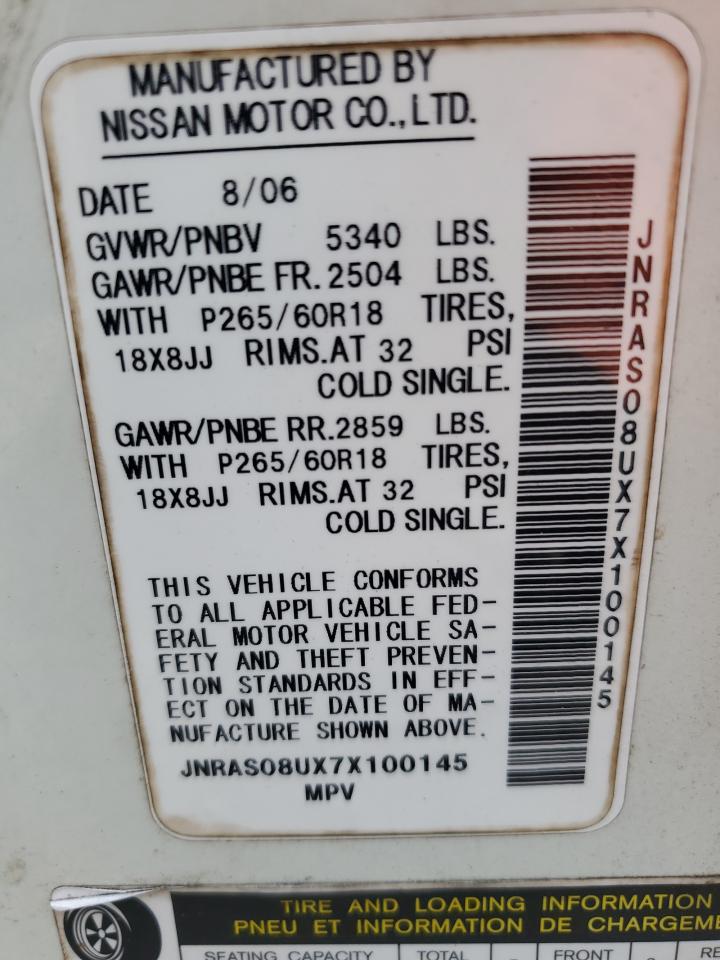 MANUFACTURED BY
NISSAN MOTOR CO.,LTD.
DATE 8/06
GVWR/PNBV 5340 LBS.
GAWR/PNBE FR.2504 LBS.
WITH P265/60R18 TIRES,
18X8JJ RIMS.AT 32 PSI
COLD SINGLE.
GAWR/PNBE RR.2859 LBS.
WITH P265/60R18 TIRES,
18X8JJ RIMS.AT 32 PSI
COLD SINGLE.
THIS VEHICLE CONFORMS
TO ALL APPLICABLE FED-
ERAL MOTOR VEHICLE SA-
FETY AND THEFT PREVEN-
TION STANDARDS IN EFF-
ECT ON THE DATE OF MA-
NUFACTURE SHOWN ABOVE.
JNRAS08UX7X100145
MPV
JNRAS08UX7X100145
TIRE AND LOADING INFORMATION
PNEU ET INFORMATION DE CHARGEME
SEATING CAPACITY TOTAL FRONT RE